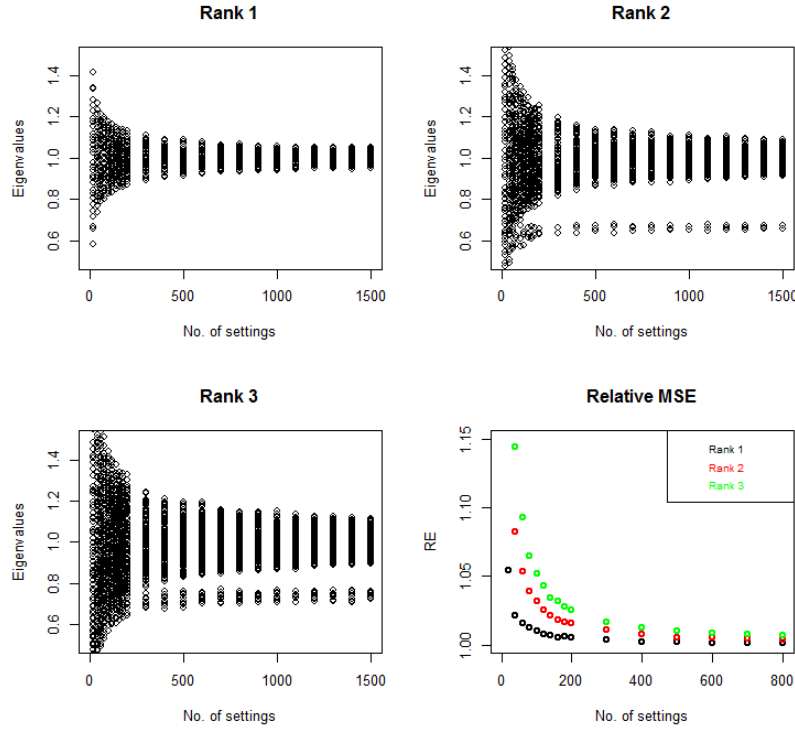 Rank 1
Eigenvalues
1.4
1.2
1.0
0.8
0.6
0
500
1000
1500
No. of settings
Rank 2
Eigenvalues
1.4
1.2
1.0
0.8
0.6
0
500
1000
1500
No. of settings
Rank 3
Eigenvalues
1.4
1.2
1.0
0.8
0.6
0
500
1000
1500
No. of settings
Relative MSE
RE
1.15
1.10
1.05
1.00
Rank 1
Rank 2
Rank 3
0
200
400
600
800
No. of settings